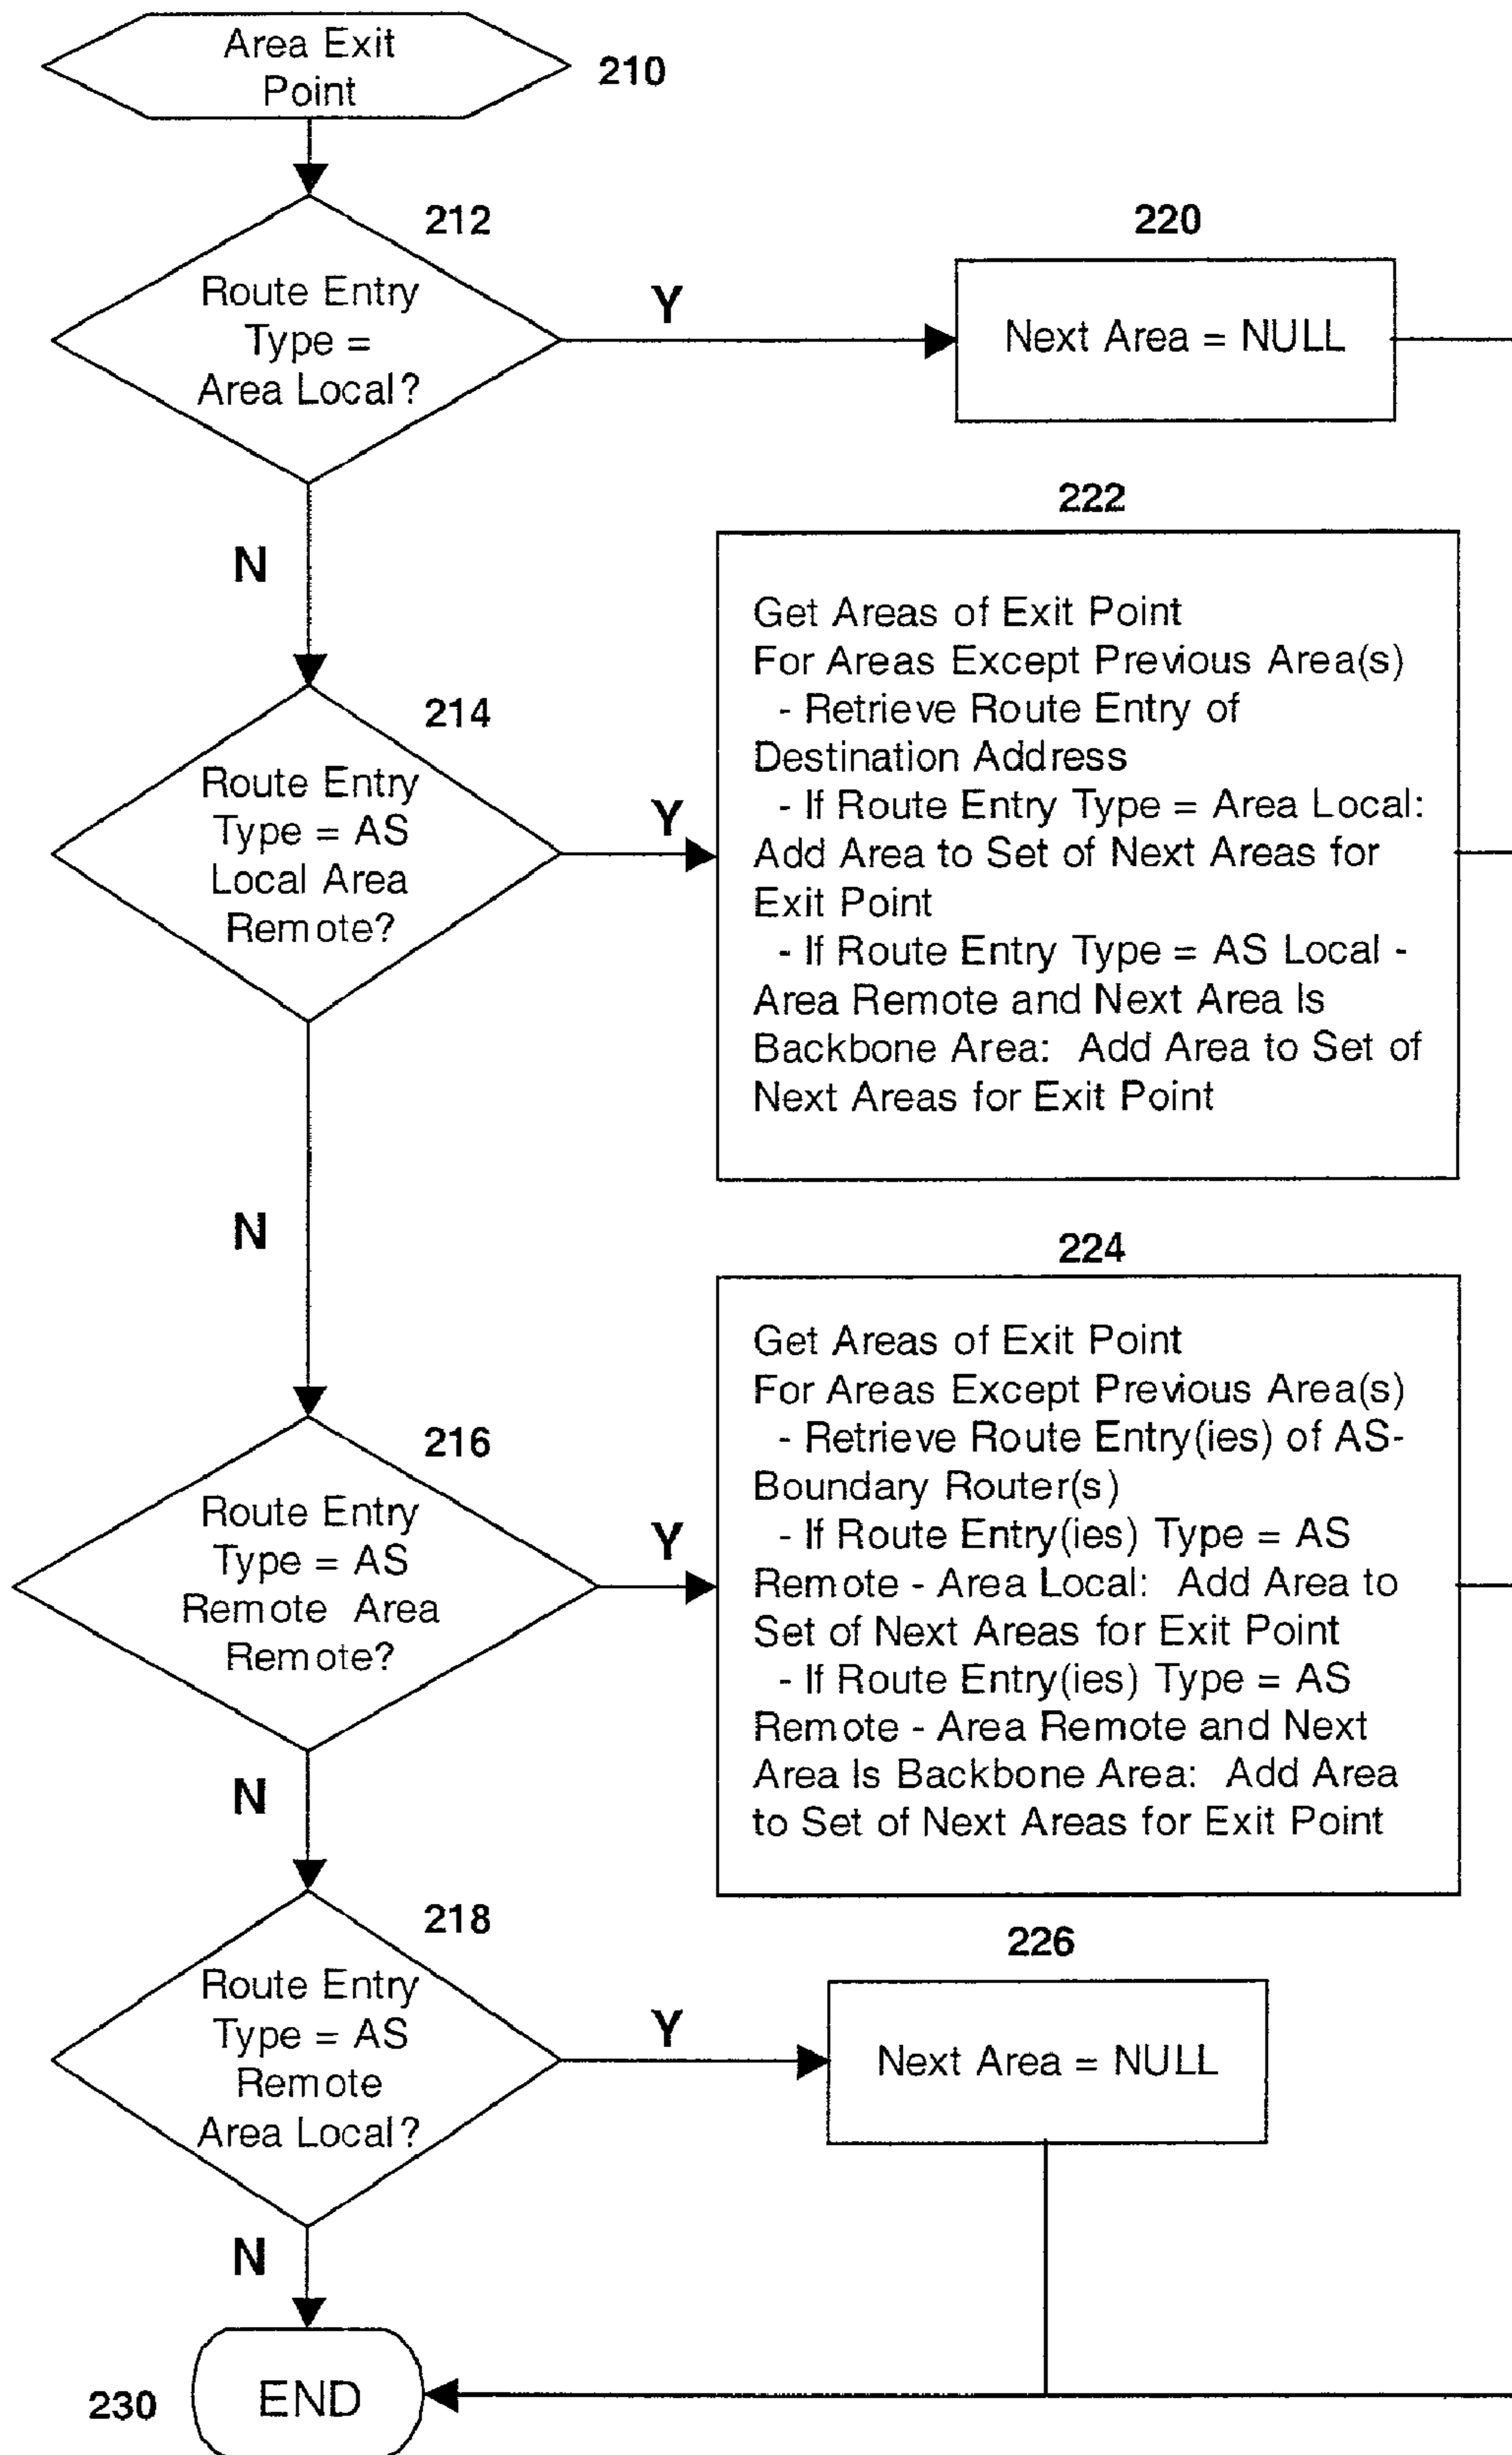 Area Exit
Point
210
212
Route Entry
Type =
Area Local?
Y
220
Next Area = NULL
N
214
Route Entry
Type = AS
Local Area
Remote?
Y
222
Get Areas of Exit Point
For Areas Except Previous Area(s)
- Retrieve Route Entry of
Destination Address
- If Route Entry Type = Area Local:
Add Area to Set of Next Areas for
Exit Point
- If Route Entry Type = AS Local -
Area Remote and Next Area Is
Backbone Area: Add Area to Set of
Next Areas for Exit Point
N
216
Route Entry
Type = AS
Remote Area
Remote?
Y
224
Get Areas of Exit Point
For Areas Except Previous Area(s)
- Retrieve Route Entry(ies) of AS-
Boundary Router(s)
- If Route Entry(ies) Type = AS
Remote - Area Local: Add Area to
Set of Next Areas for Exit Point
- If Route Entry(ies) Type = AS
Remote - Area Remote and Next
Area Is Backbone Area: Add Area
to Set of Next Areas for Exit Point
N
218
Route Entry
Type = AS
Remote
Area Local?
Y
226
Next Area = NULL
N
230
END